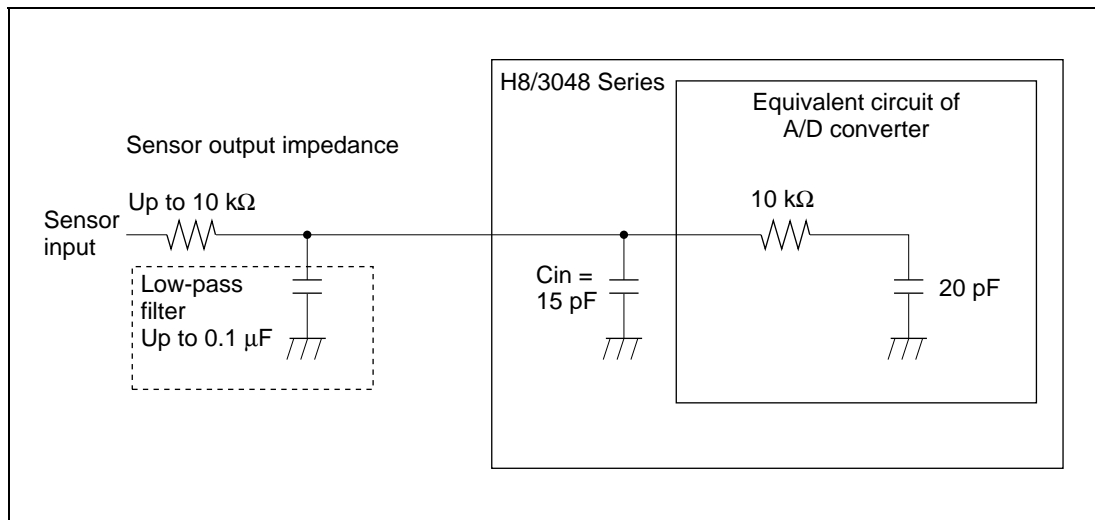 H8/3048 Series
Equivalent circuit of
A/D converter
Sensor output impedance
Up to 10 kΩ
10 kΩ
Sensor
input
Low-pass
filter
Up to 0.1 μF
Cin =
15 pF
20 pF